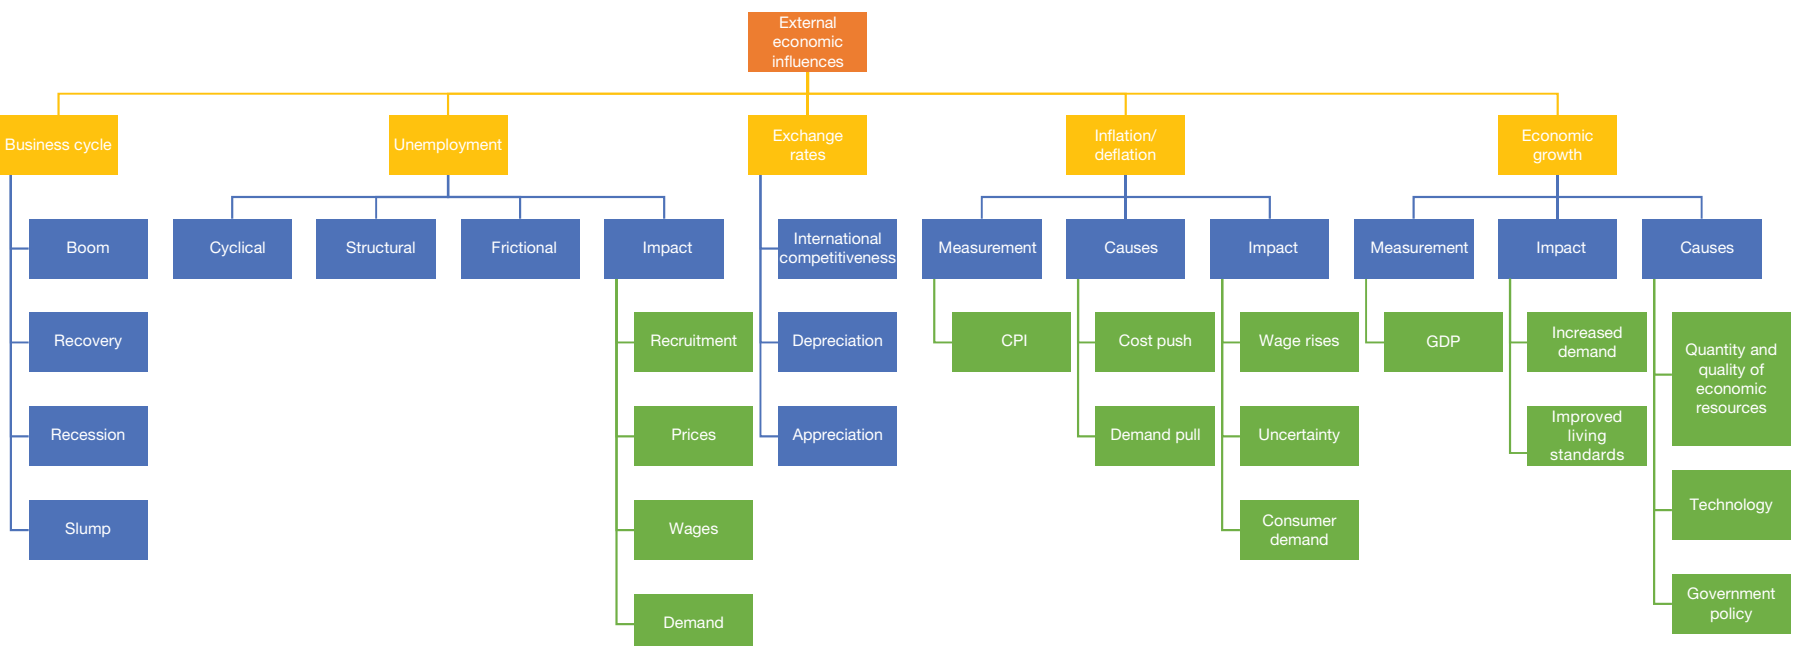 External
economic
influences
Business cycle
Unemployment
Exchange
rates
Inflation/
deflation
Economic
growth
Boom
Cyclical
Structural
Frictional
Impact
International
competitiveness
Measurement
Causes
Impact
Measurement
Impact
Causes
Recovery
Recruitment
Depreciation
CPI
Cost push
Wage rises
GDP
Increased
demand
Quantity and
quality of
economic
resources
Recession
Prices
Appreciation
Demand pull
Uncertainty
Improved
living
standards
Slump
Wages
Consumer
demand
Technology
Demand
Government
policy